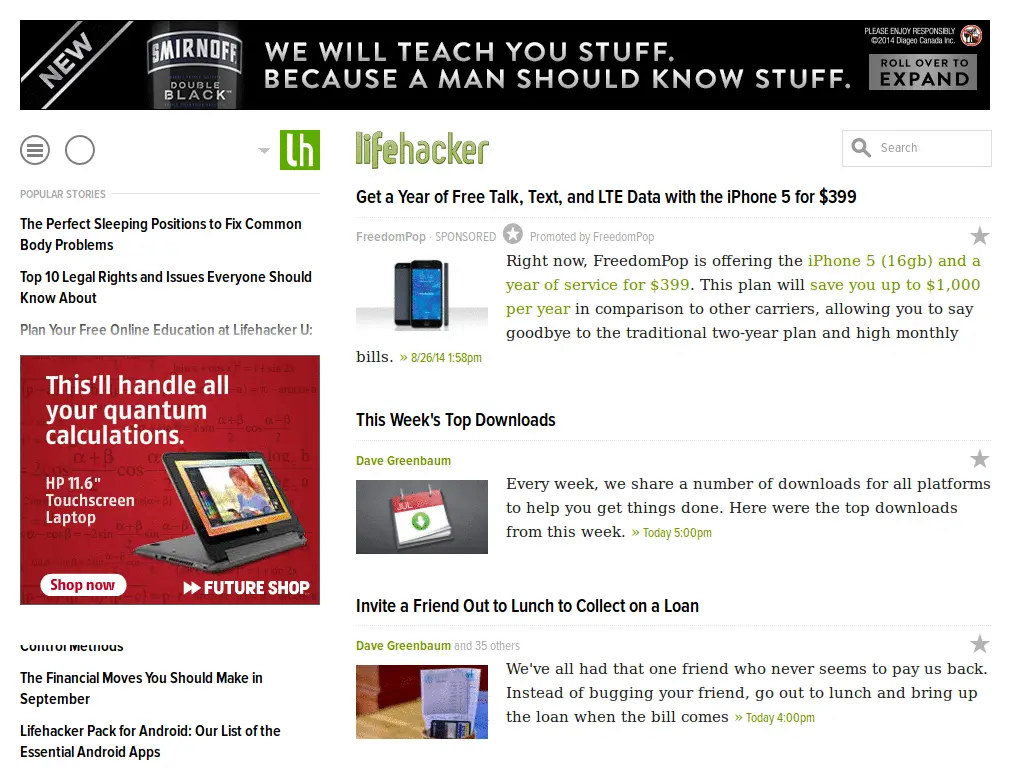 NEW
SMIRNOFF
DOUBLE
BLACK
WE WILL TEACH YOU STUFF.
BECAUSE A MAN SHOULD KNOW STUFF.
PLEASE ENJOY RESPONSIBLY
©2014 Diageo Canada Inc.
ROLL OVER TO
EXPAND
lh
lifehacker
Search
POPULAR STORIES
The Perfect Sleeping Positions to Fix Common
Body Problems
Top 10 Legal Rights and Issues Everyone Should
Know About
Plan Your Free Online Education at Lifehacker U:
This'll handle all
your quantum
calculations.
HP 11.6"
Touchscreen
Laptop
Shop now
FUTURE SHOP
Control Methods
The Financial Moves You Should Make in
September
Lifehacker Pack for Android: Our List of the
Essential Android Apps
Get a Year of Free Talk, Text, and LTE Data with the iPhone 5 for $399
FreedomPop · SPONSORED Promoted by FreedomPop
Right now, FreedomPop is offering the iPhone 5 (16gb) and a
year of service for $399. This plan will save you up to $1,000
per year in comparison to other carriers, allowing you to say
goodbye to the traditional two-year plan and high monthly
bills. » 8/26/14 1:58pm
This Week's Top Downloads
Dave Greenbaum
JUL
Every week, we share a number of downloads for all platforms
to help you get things done. Here were the top downloads
from this week. » Today 5:00pm
Invite a Friend Out to Lunch to Collect on a Loan
Dave Greenbaum and 35 others
We've all had that one friend who never seems to pay us back.
Instead of bugging your friend, go out to lunch and bring up
the loan when the bill comes » Today 4:00pm